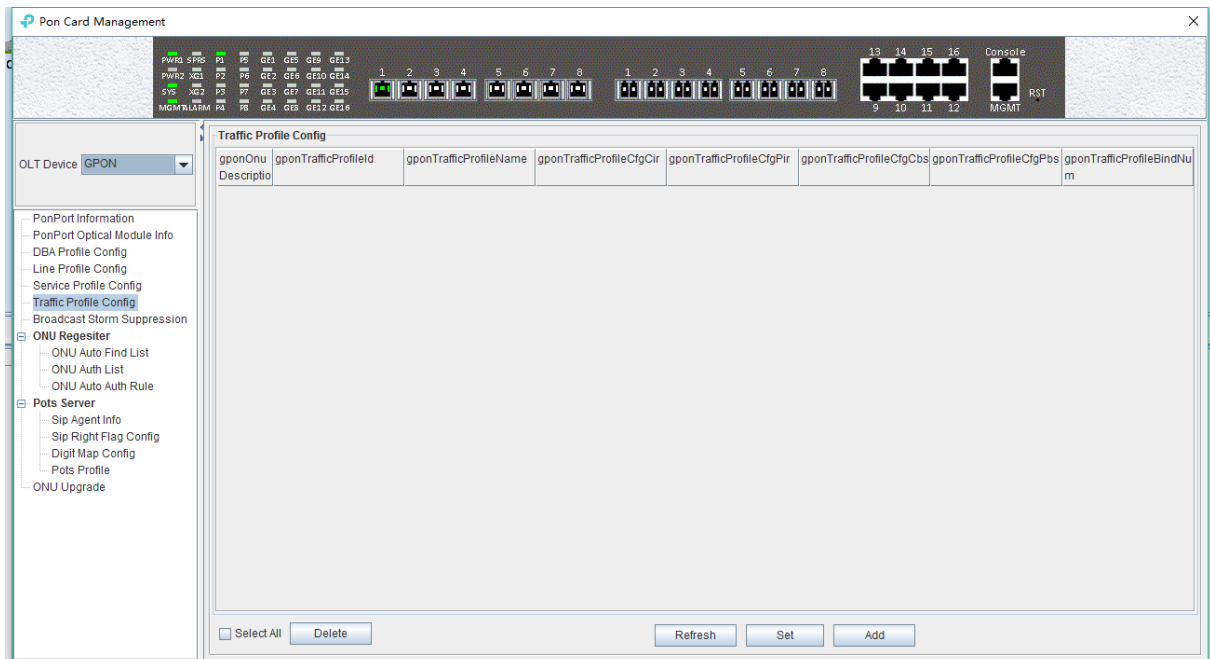 Pon Card Management
PWR1 SPRS P1 P5 GE1 GE5 GE9 GE13
PWR2 XG1 P2 P6 GE2 GE6 GE10 GE14
SYS XG2 P3 P7 GE3 GE7 GE11 GE15
MGMT ALARM P4 P8 GE4 GE8 GE12 GE16
1 2 3 4 5 6 7 8 1 2 3 4 5 6 7 8
13 14 15 16 Console
9 10 11 12 MGMT
RST
OLT Device GPON
PonPort Information
PonPort Optical Module Info
DBA Profile Config
Line Profile Config
Service Profile Config
Traffic Profile Config
Broadcast Storm Suppression
ONU Regesiter
ONU Auto Find List
ONU Auth List
ONU Auto Auth Rule
Pots Server
Sip Agent Info
Sip Right Flag Config
Digit Map Config
Pots Profile
ONU Upgrade
Traffic Profile Config
gponOnu gponTrafficProfileId gponTrafficProfileName gponTrafficProfileCfgCir gponTrafficProfileCfgPir gponTrafficProfileCfgCbs gponTrafficProfileCfgPbs gponTrafficProfileBindNu
Descriptio m
Select All Delete Refresh Set Add